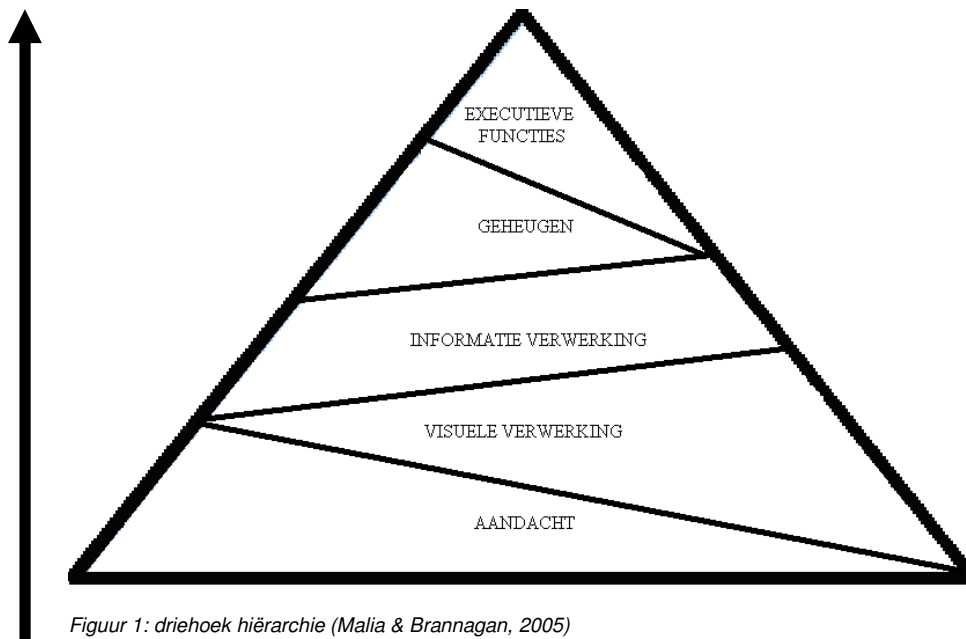 EXECUTIEVE
FUNCTIES
GEHEUGEN
INFORMATIE VERWERKING
VISUELE VERWERKING
AANDACHT
Figuur 1: driehoek hiërarchie (Malia & Brannagan, 2005)